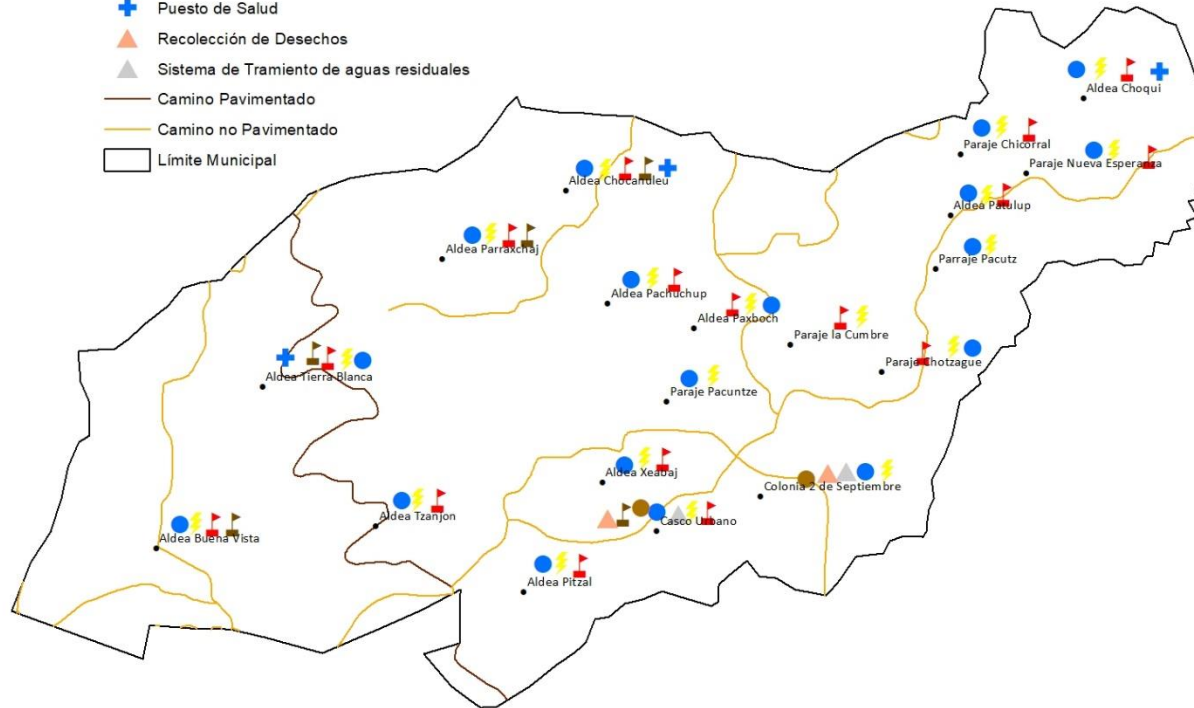 Puesto de Salud
Recolección de Desechos
Sistema de Tramiento de aguas residuales
Camino Pavimentado
Camino no Pavimentado
Límite Municipal
Aldea Choqui
Paraje Chicorral
Paraje Nueva Esperanza
Aldea Chocanuleu
Aldea Patulup
Aldea Parraxchaj
Parraje Pacutz
Aldea Pachuchup
Aldea Paxboch
Paraje la Cumbre
Paraje Chotzague
Aldea Tierra Blanca
Paraje Pacuntze
Aldea Xeabaj
Colonia 2 de Septiembre
Aldea Tzanjon
Casco Urbano
Aldea Buena Vista
Aldea Pitzal